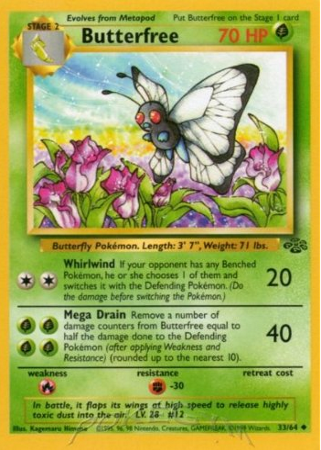 Evolves from Metapod Put Butterfree on the Stage 1 card
STAGE 2
Butterfree 70 HP
Butterfly Pokémon. Length: 3' 7", Weight: 71 lbs.
Whirlwind If your opponent has any Benched
Pokémon, he or she chooses 1 of them and
switches it with the Defending Pokémon. (Do
the damage before switching the Pokémon.)
20
Mega Drain Remove a number of
damage counters from Butterfree equal to
half the damage done to the Defending
Pokémon (after applying Weakness and
Resistance) (rounded up to the nearest 10).
40
weakness resistance retreat cost
-30
In battle, it flaps its wings at high speed to release highly
toxic dust into the air. LV. 28 #12
Illus. Kagemaru Himeno ©1995, 96, 98 Nintendo, Creatures, GAMEFREAK. ©1998 Wizards. 33/64